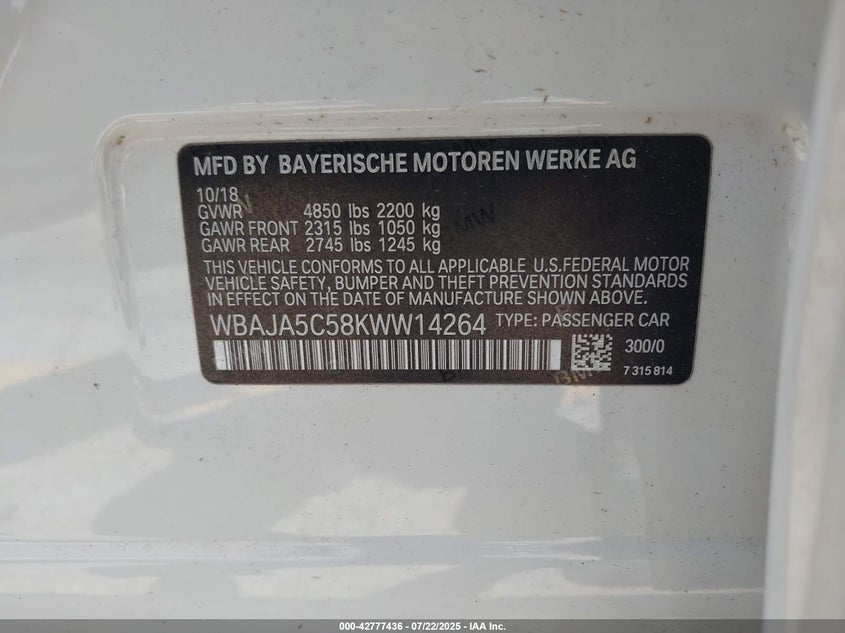 MFD BY BAYERISCHE MOTOREN WERKE AG
10/18
GVWR 4850 lbs 2200 kg
GAWR FRONT 2315 lbs 1050 kg
GAWR REAR 2745 lbs 1245 kg
THIS VEHICLE CONFORMS TO ALL APPLICABLE U.S.FEDERAL MOTOR
VEHICLE SAFETY, BUMPER AND THEFT PREVENTION STANDARDS
IN EFFECT ON THE DATE OF MANUFACTURE SHOWN ABOVE.
WBAJA5C58KWW14264 TYPE: PASSENGER CAR
300/0
7 315 814
000-42777436 - 07/22/2025 - IAA Inc.